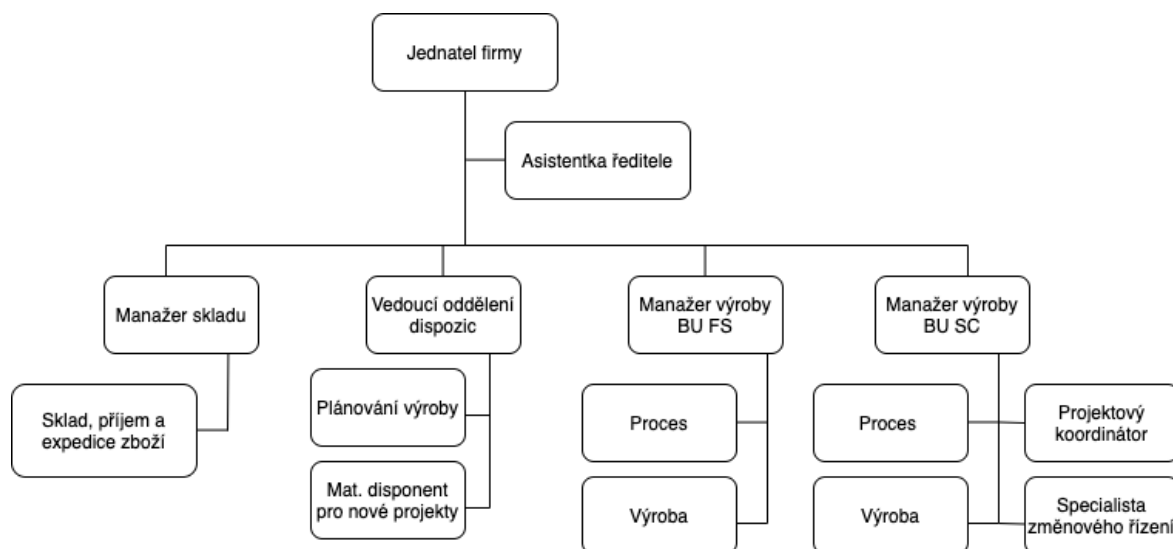 Jednatel firmy
Asistentka ředitele
Manažer skladu
Vedoucí oddělení
dispozic
Manažer výroby
BU FS
Manažer výroby
BU SC
Sklad, příjem a
expedice zboží
Plánování výroby
Mat. disponent
pro nové projekty
Proces
Výroba
Proces
Výroba
Projektový
koordinátor
Specialista
změnového řízení